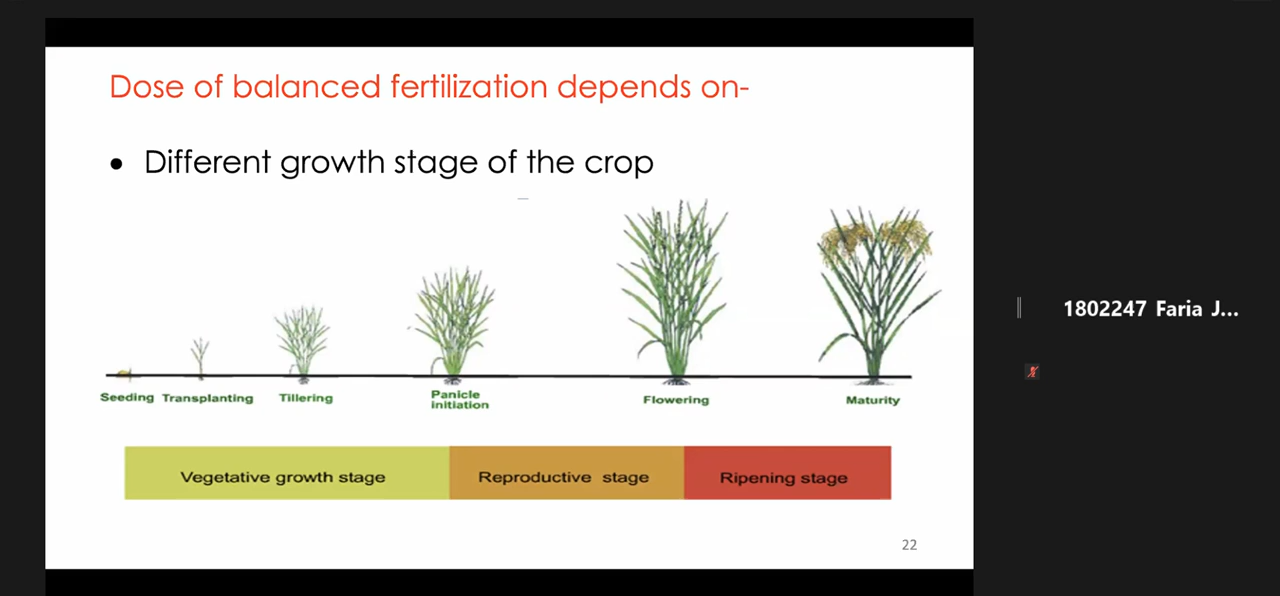 Dose of balanced fertilization depends on-
● Different growth stage of the crop
Seeding Transplanting Tillering Panicle initiation Flowering Maturity
Vegetative growth stage Reproductive stage Ripening stage
22
1802247 Faria J...